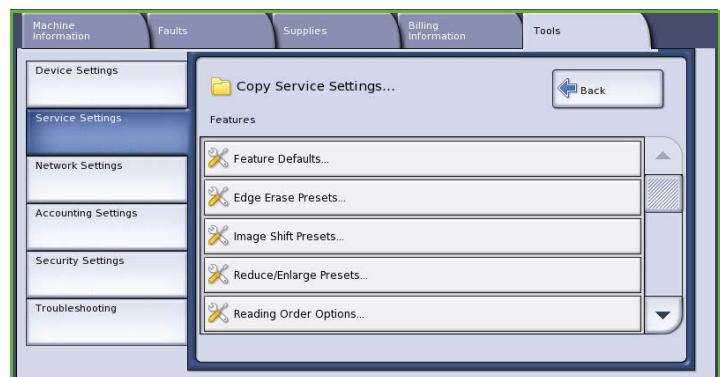 Machine
Information
Faults
Supplies
Billing
Information
Tools
Device Settings
Service Settings
Network Settings
Accounting Settings
Security Settings
Troubleshooting
Copy Service Settings...
Back
Features
Feature Defaults...
Edge Erase Presets...
Image Shift Presets...
Reduce/Enlarge Presets...
Reading Order Options...